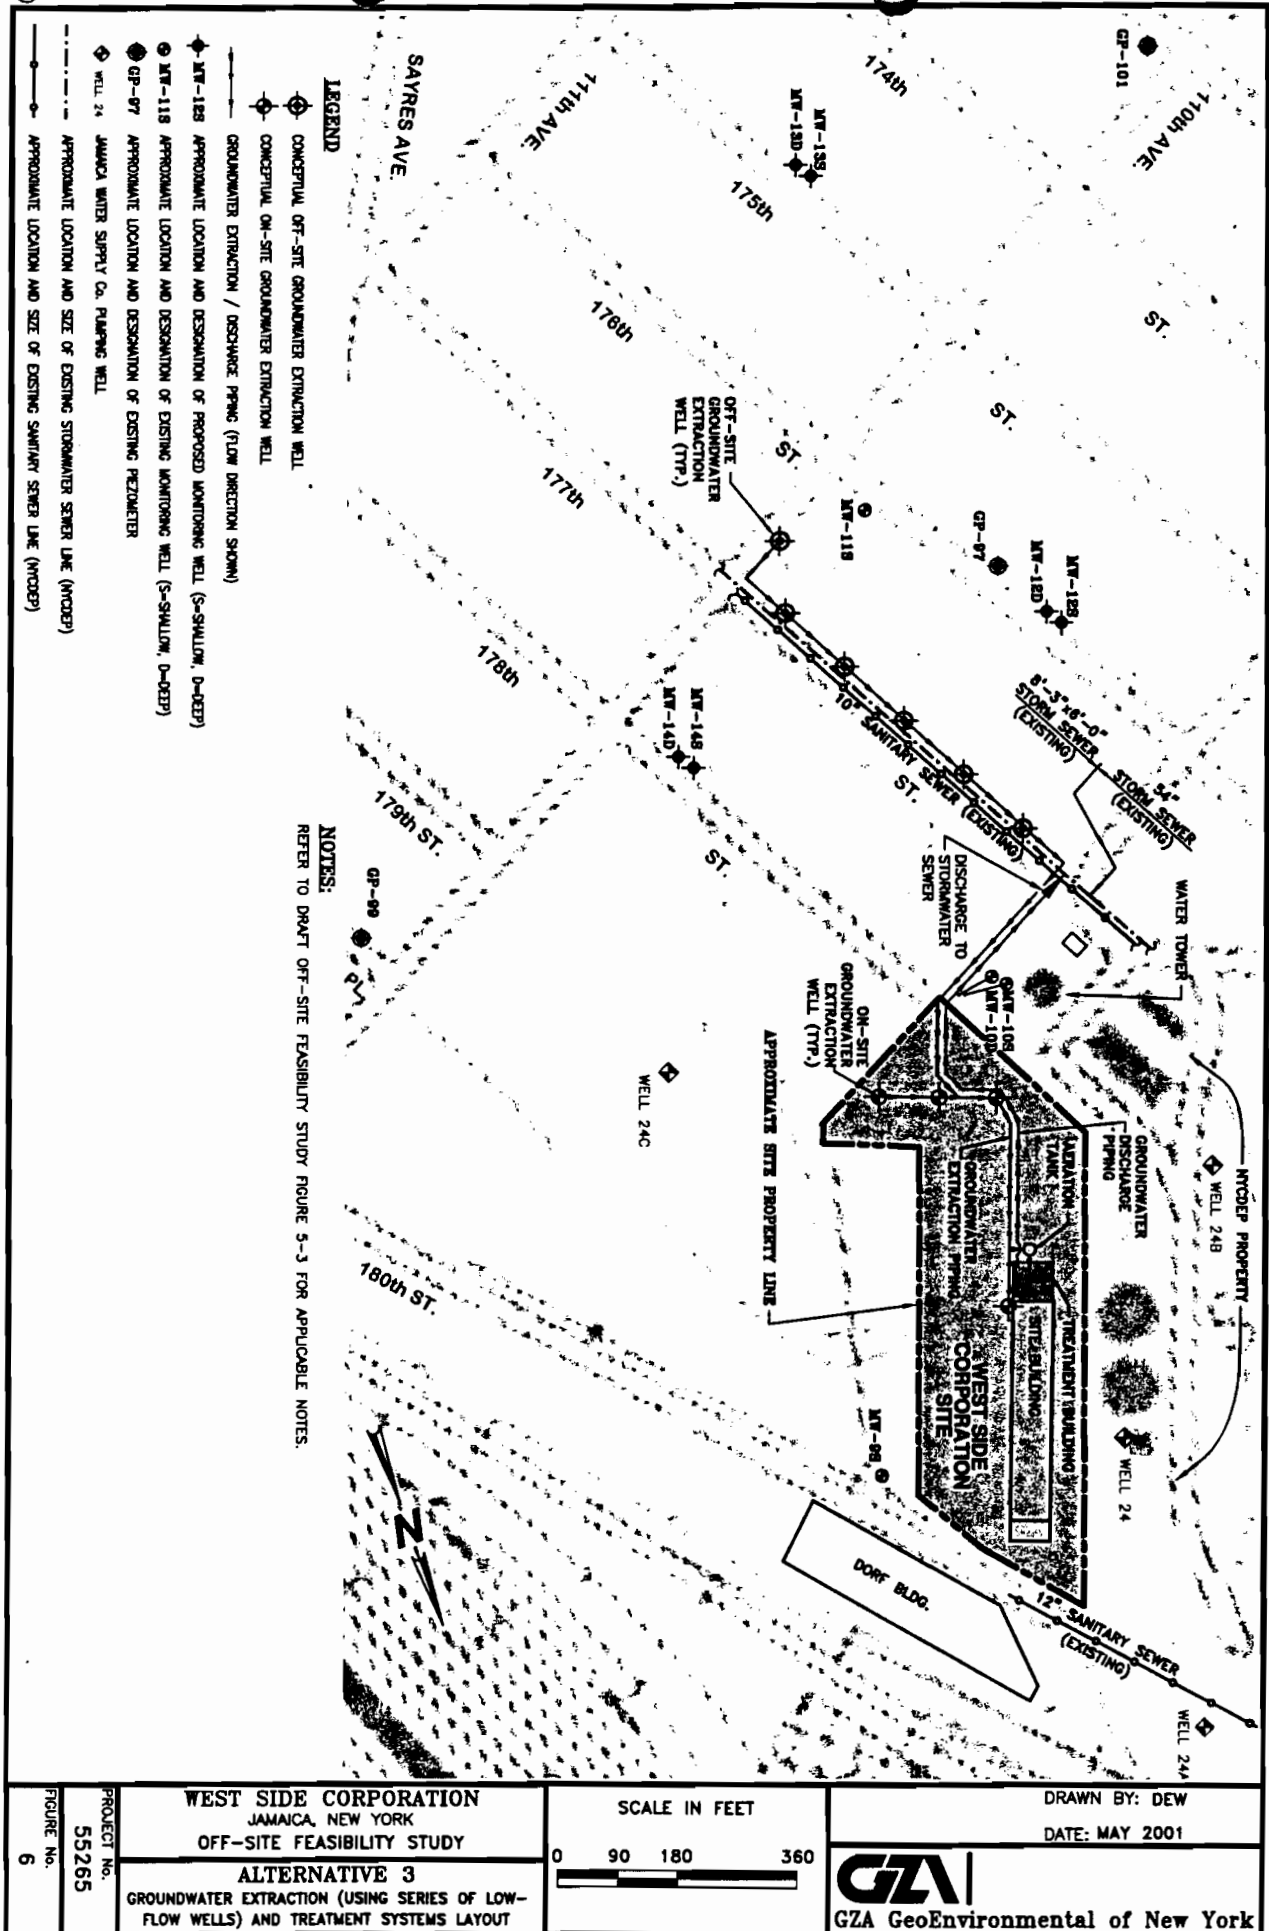 GP-101
110th AVE.
174th
ST.
MW-13S
MW-13D
175th
ST.
111th AVE.
SAYRES AVE.
176th
ST.
177th
ST.
178th
ST.
179th ST.
180th ST.
PL
OFF-SITE
GROUNDWATER
EXTRACTION
WELL (TYP.)
MW-11S
GP-97
MW-12S
MW-12D
8'-3"x6'-0"
STORM SEWER
(EXISTING)
54"
STORM SEWER
(EXISTING)
10" SANITARY SEWER (EXISTING)
MW-14S
MW-14D
DISCHARGE TO
STORMWATER
SEWER
WATER TOWER
MW-10S
MW-10D
ON-SITE
GROUNDWATER
EXTRACTION
WELL (TYP.)
WELL 24C
GP-99
APPROXIMATE SITE PROPERTY LINE
GROUNDWATER
DISCHARGE
PIPING
AERATION
TANK
GROUNDWATER
EXTRACTION PIPING
TREATMENT BUILDING
SITE BUILDING
WEST SIDE
CORPORATION
SITE
NYCDEP PROPERTY
WELL 24B
WELL 24
MW-9S
DORF BLDG.
12" SANITARY SEWER
(EXISTING)
WELL 24A
N
LEGEND
CONCEPTUAL OFF-SITE GROUNDWATER EXTRACTION WELL
CONCEPTUAL ON-SITE GROUNDWATER EXTRACTION WELL
GROUNDWATER EXTRACTION / DISCHARGE PIPING (FLOW DIRECTION SHOWN)
MW-12S APPROXIMATE LOCATION AND DESIGNATION OF PROPOSED MONITORING WELL (S=SHALLOW, D=DEEP)
MW-11S APPROXIMATE LOCATION AND DESIGNATION OF EXISTING MONITORING WELL (S=SHALLOW, D=DEEP)
GP-97 APPROXIMATE LOCATION AND DESIGNATION OF EXISTING PIEZOMETER
WELL 24 JAMAICA WATER SUPPLY Co. PUMPING WELL
APPROXIMATE LOCATION AND SIZE OF EXISTING STORMWATER SEWER LINE (NYCDEP)
APPROXIMATE LOCATION AND SIZE OF EXISTING SANITARY SEWER LINE (NYCDEP)
NOTES:
REFER TO DRAFT OFF-SITE FEASIBILITY STUDY FIGURE 5-3 FOR APPLICABLE NOTES.
PROJECT No.
55265
FIGURE No.
6
WEST SIDE CORPORATION
JAMAICA, NEW YORK
OFF-SITE FEASIBILITY STUDY
ALTERNATIVE 3
GROUNDWATER EXTRACTION (USING SERIES OF LOW-
FLOW WELLS) AND TREATMENT SYSTEMS LAYOUT
SCALE IN FEET
0 90 180 360
DRAWN BY: DEW
DATE: MAY 2001
GZA
GZA GeoEnvironmental of New York